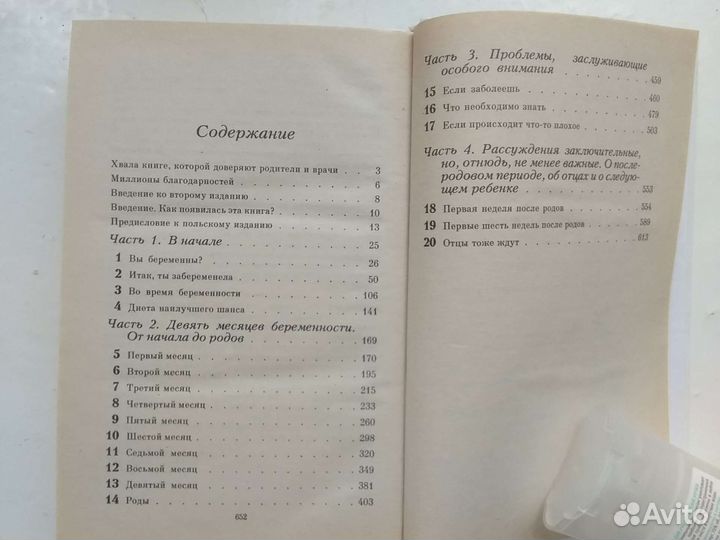 Содержание
Хвала книге, которой доверяют родители и врачи . . 3
Миллионы благодарностей . . . . . . . . . 6
Введение ко второму изданию . . . . . . . . 8
Введение. Как появилась эта книга? . . . . . . 10
Предисловие к польскому изданию . . . . . . 13
Часть 1. В начале . . . . . . . . . . 25
1 Вы беременны? . . . . . . . . . . 26
2 Итак, ты забеременела . . . . . . . . 50
3 Во время беременности . . . . . . . . 106
4 Диета наилучшего шанса . . . . . . . . 141
Часть 2. Девять месяцев беременности.
От начала до родов . . . . . . . . 169
5 Первый месяц . . . . . . . . . . 170
6 Второй месяц . . . . . . . . . . 195
7 Третий месяц . . . . . . . . . . 215
8 Четвертый месяц . . . . . . . . . 233
9 Пятый месяц . . . . . . . . . . 260
10 Шестой месяц . . . . . . . . . . 298
11 Седьмой месяц . . . . . . . . . . 320
12 Восьмой месяц . . . . . . . . . . 349
13 Девятый месяц . . . . . . . . . . 381
14 Роды . . . . . . . . . . . . 403
652
Часть 3. Проблемы, заслуживающие
особого внимания . . . . . . . . 459
15 Если заболеешь . . . . . . . . . 460
16 Что необходимо знать . . . . . . . . 479
17 Если происходит что-то плохое . . . . . . 503
Часть 4. Рассуждения заключительные,
но, отнюдь, не менее важные. О после-
родовом периоде, об отцах и о следую-
щем ребенке . . . . . . . . . . 553
18 Первая неделя после родов . . . . . . . 554
19 Первые шесть недель после родов . . . . . 589
20 Отцы тоже ждут . . . . . . . . . 613
Avito